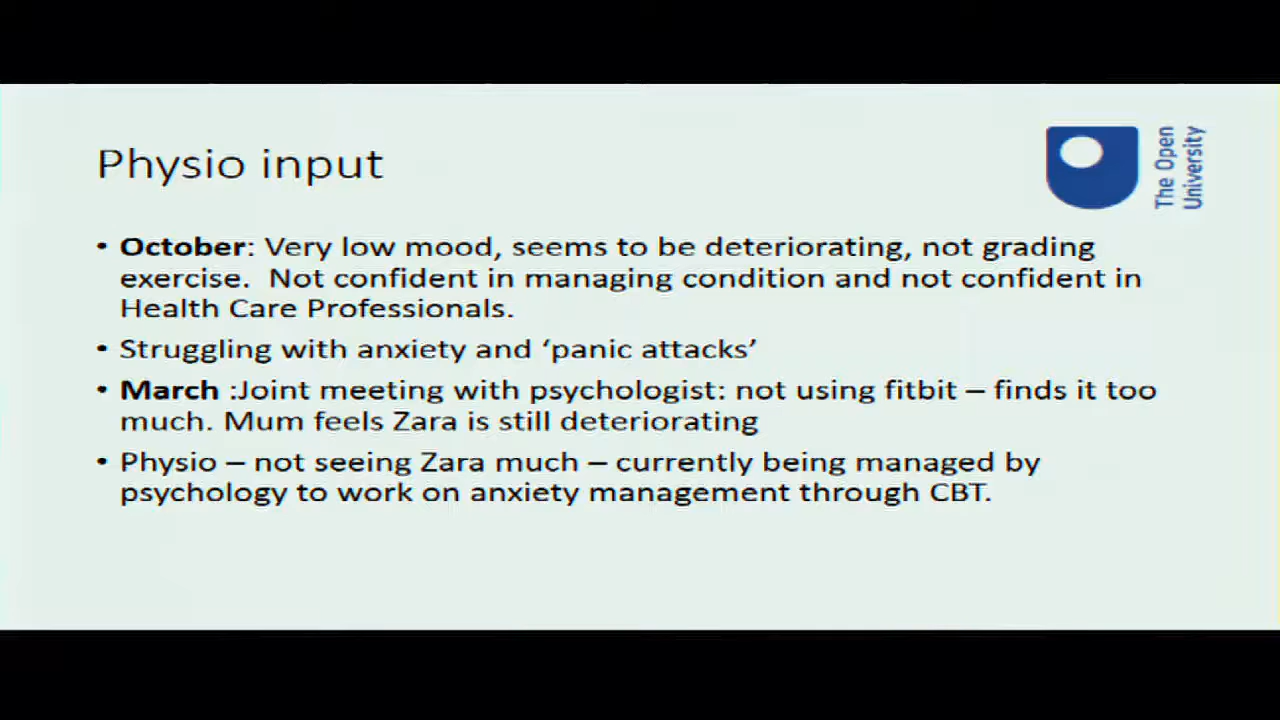 Physio input
The Open
University
• October: Very low mood, seems to be deteriorating, not grading
exercise.  Not confident in managing condition and not confident in
Health Care Professionals.
• Struggling with anxiety and ‘panic attacks’
• March :Joint meeting with psychologist: not using fitbit – finds it too
much. Mum feels Zara is still deteriorating
• Physio – not seeing Zara much – currently being managed by
psychology to work on anxiety management through CBT.